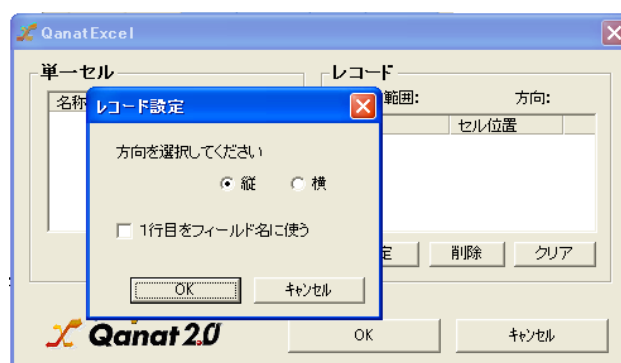 QanatExcel
単一セル
レコード
名称
範囲:
方向:
セル位置
レコード設定
方向を選択してください
縦
横
1行目をフィールド名に使う
OK
キャンセル
定
削除
クリア
Qanat 2.0
OK
キャンセル